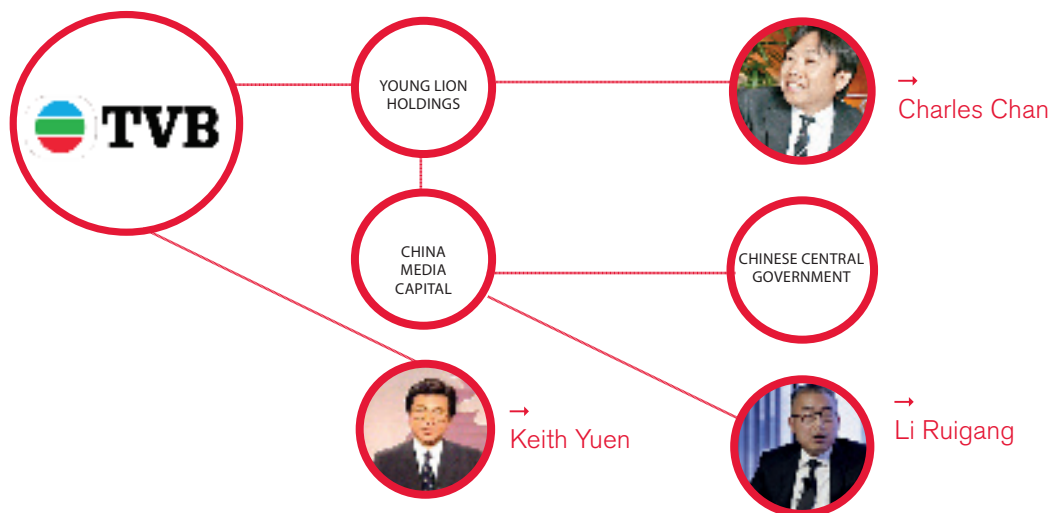 TVB
YOUNG LION
HOLDINGS
→
Charles Chan
CHINA
MEDIA
CAPITAL
CHINESE CENTRAL
GOVERNMENT
→
Keith Yuen
→
Li Ruigang